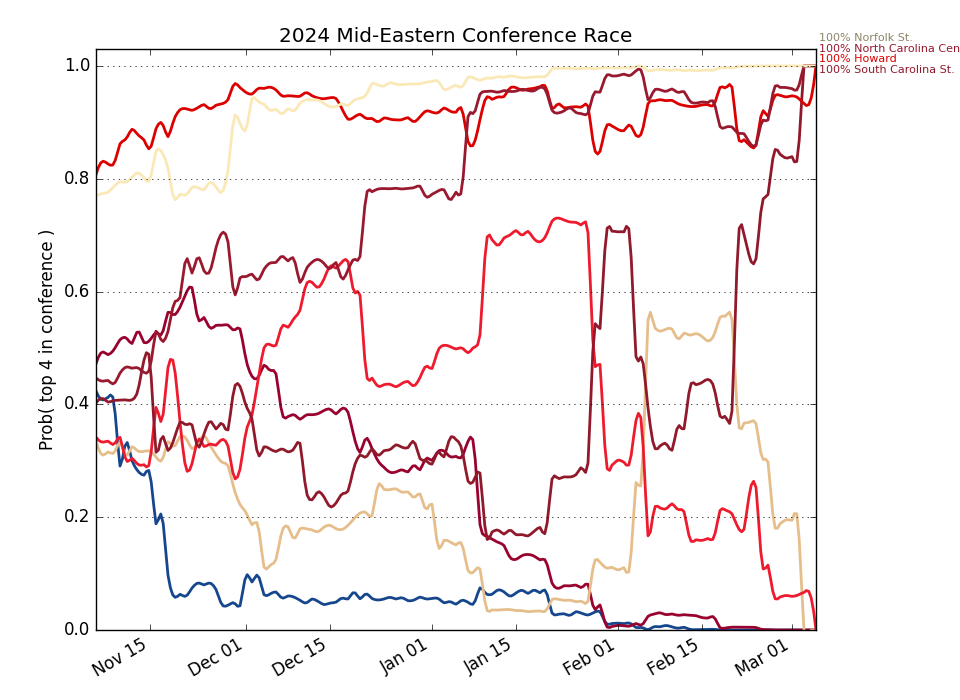 2024 Mid-Eastern Conference Race
100% Norfolk St.
100% North Carolina Cen
100% Howard
100% South Carolina St.
Prob( top 4 in conference )
1.0
0.8
0.6
0.4
0.2
0.0
Nov 15
Dec 01
Dec 15
Jan 01
Jan 15
Feb 01
Feb 15
Mar 01